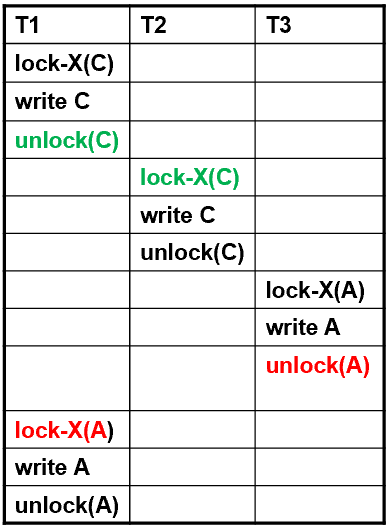 T1 T2 T3
lock-X(C)
write C
unlock(C)
lock-X(C)
write C
unlock(C)
lock-X(A)
write A
unlock(A)
lock-X(A)
write A
unlock(A)